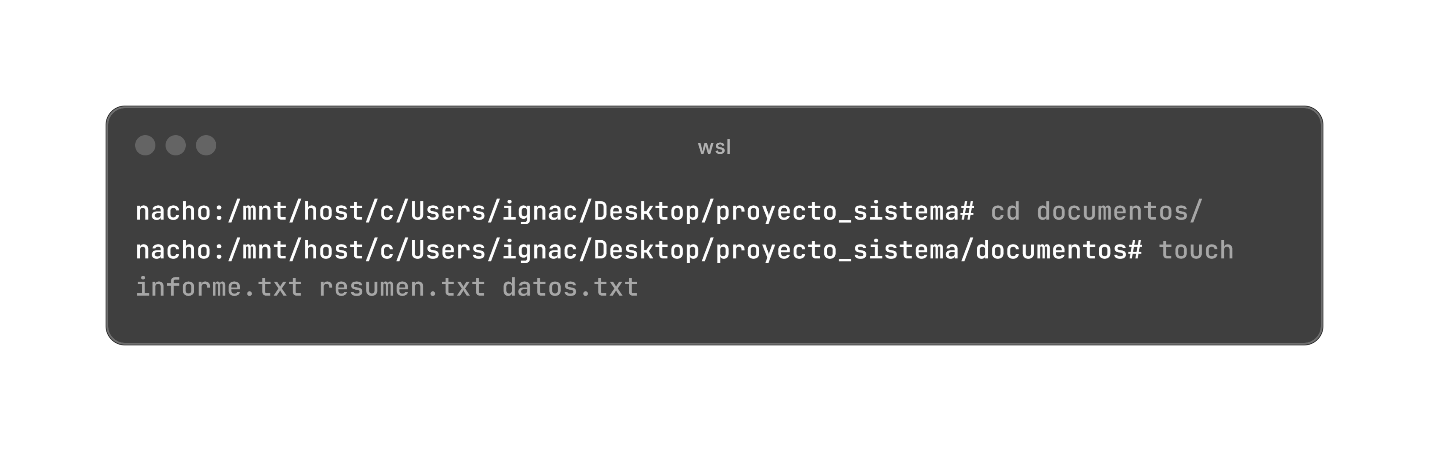 wsl
nacho:/mnt/host/c/Users/ignac/Desktop/proyecto_sistema# cd documentos/
nacho:/mnt/host/c/Users/ignac/Desktop/proyecto_sistema/documentos# touch
informe.txt resumen.txt datos.txt